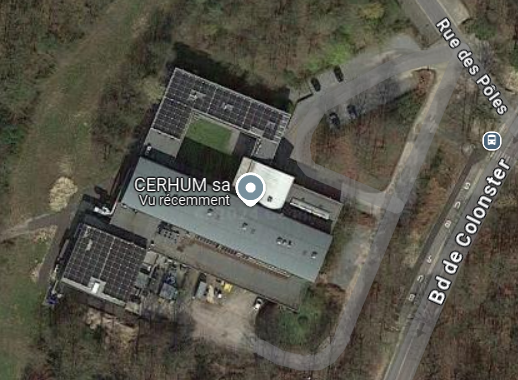 Rue des Pôles
CERHUM sa
Vu récemment
Bd de Colonster